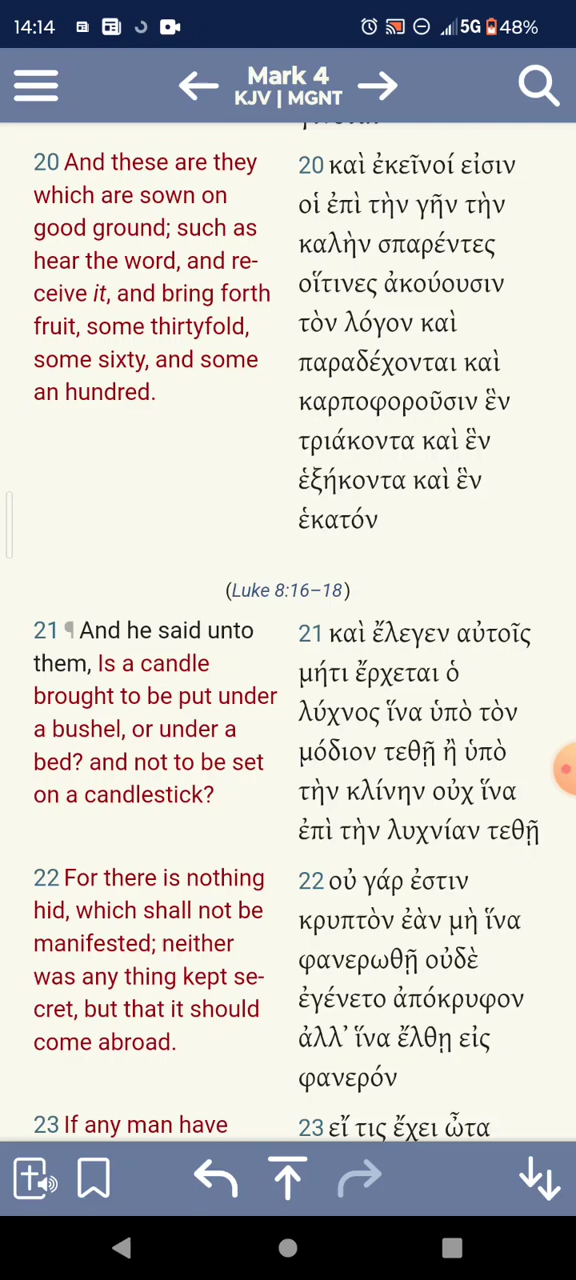 14:14
5G 48%
Mark 4
KJV | MGNT
20 And these are they
which are sown on
good ground; such as
hear the word, and re-
ceive it, and bring forth
fruit, some thirtyfold,
some sixty, and some
an hundred.
20 καὶ ἐκεῖνοί εἰσιν
οἱ ἐπὶ τὴν γῆν τὴν
καλὴν σπαρέντες
οἵτινες ἀκούουσιν
τὸν λόγον καὶ
παραδέχονται καὶ
καρποφοροῦσιν ἓν
τριάκοντα καὶ ἓν
ἑξήκοντα καὶ ἓν
ἑκατόν
(Luke 8:16–18)
21 ¶ And he said unto
them, Is a candle
brought to be put under
a bushel, or under a
bed? and not to be set
on a candlestick?
21 καὶ ἔλεγεν αὐτοῖς
μήτι ἔρχεται ὁ
λύχνος ἵνα ὑπὸ τὸν
μόδιον τεθῇ ἢ ὑπὸ
τὴν κλίνην οὐχ ἵνα
ἐπὶ τὴν λυχνίαν τεθῇ
22 For there is nothing
hid, which shall not be
manifested; neither
was any thing kept se-
cret, but that it should
come abroad.
22 οὐ γάρ ἐστιν
κρυπτὸν ἐὰν μὴ ἵνα
φανερωθῇ οὐδὲ
ἐγένετο ἀπόκρυφον
ἀλλ’ ἵνα ἔλθῃ εἰς
φανερόν
23 If any man have
23 εἴ τις ἔχει ὦτα